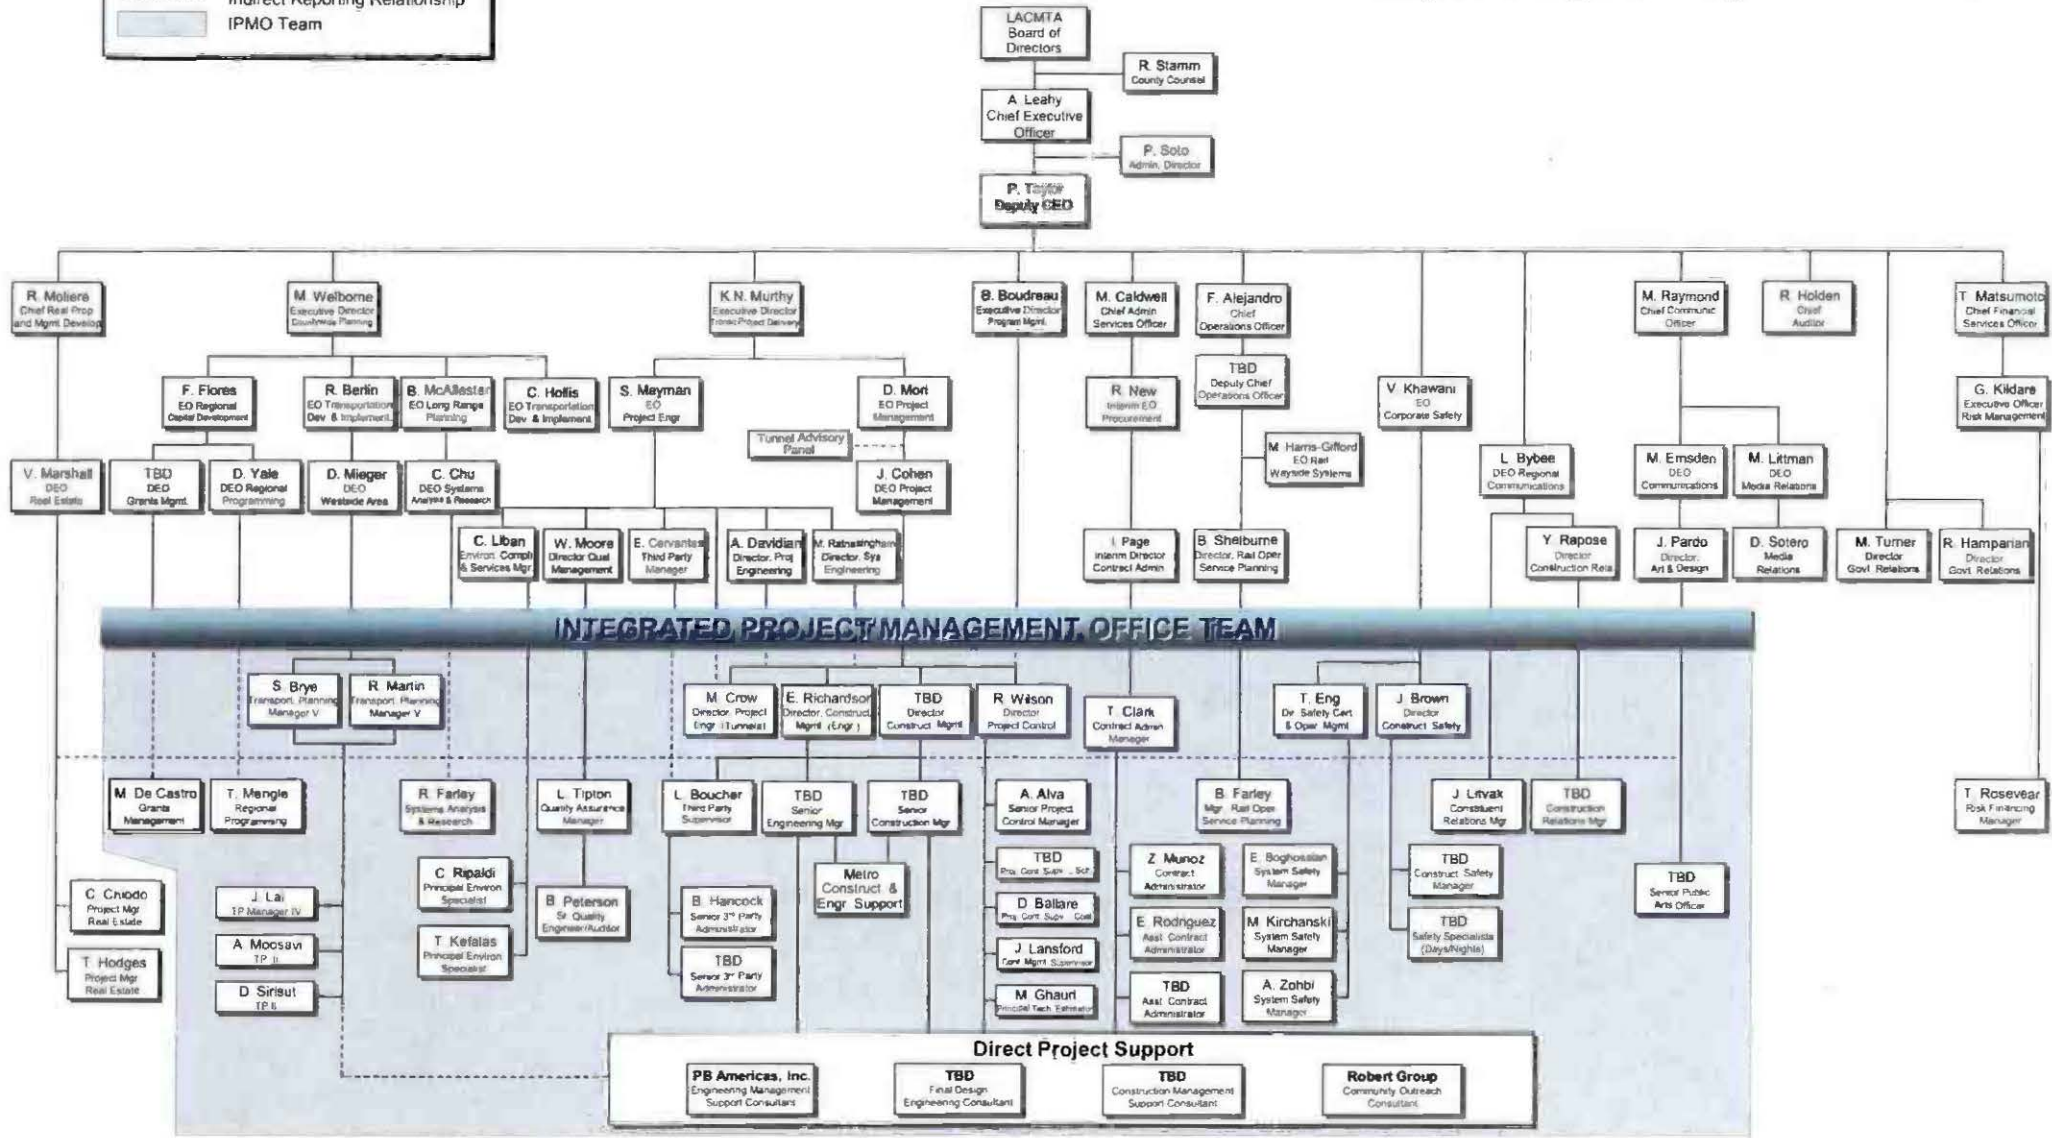 Indirect Reporting Relationship
IPMO Team
LACMTA
Board of
Directors
R. Stamm
County Counsel
A. Leahy
Chief Executive
Officer
P. Soto
Admin. Director
P. Taylor
Deputy CEO
R. Moliere
Chief Real Prop
and Mgmt Develop
M. Welborne
Executive Director
Countywide Planning
K.N. Murthy
Executive Director
Transit Project Delivery
B. Boudreau
Executive Director
Program Mgmt.
M. Caldwell
Chief Admin
Services Officer
F. Alejandro
Chief
Operations Officer
M. Raymond
Chief Communic
Officer
R. Holden
Chief
Auditor
T. Matsumoto
Chief Financial
Services Officer
F. Flores
EO Regional
Capital Development
R. Berlin
EO Transportation
Dev & Implement.
B. McAllester
EO Long Range
Planning
C. Hollis
EO Transportation
Dev & Implement
S. Mayman
EO
Project Engr
D. Mori
EO Project
Management
R. New
Interim EO
Procurement
TBD
Deputy Chief
Operations Officer
V. Khawani
EO
Corporate Safety
G. Kildare
Executive Officer
Risk Management
Tunnel Advisory
Panel
M. Harris-Gifford
EO Rail
Wayside Systems
V. Marshall
DEO
Real Estate
TBD
DEO
Grants Mgmt.
D. Yale
DEO Regional
Programming
D. Mieger
DEO
Westside Area
C. Chu
DEO Systems
Analysis & Research
J. Cohen
DEO Project
Management
L. Bybee
DEO Regional
Communications
M. Emsden
DEO
Communications
M. Littman
DEO
Media Relations
C. Liban
Environ. Compli
& Services Mgr.
W. Moore
Director Qual
Management
E. Cervantes
Third Party
Manager
A. Davidian
Director, Proj
Engineering
M. Ratnasingham
Director, Sys
Engineering
I. Page
Interim Director
Contract Admin
B. Shelburne
Director, Rail Oper
Service Planning
Y. Rapose
Director
Construction Rela.
J. Pardo
Director,
Art & Design
D. Sotero
Media
Relations
M. Turner
Director
Govt. Relations
R. Hamparian
Director
Govt. Relations
INTEGRATED PROJECT MANAGEMENT OFFICE TEAM
S. Brye
Transport. Planning
Manager V
R. Martin
Transport. Planning
Manager V
M. Crow
Director, Project
Engr (Tunnels)
E. Richardson
Director, Construct.
Mgmt (Engr)
TBD
Director
Construct Mgmt
R. Wilson
Director
Project Control
T. Clark
Contract Admin
Manager
T. Eng
Dir. Safety Cert.
& Oper Mgmt
J. Brown
Director
Construct Safety
M. De Castro
Grants
Management
T. Mengle
Regional
Programming
R. Farley
Systems Analysis
& Research
L. Tipton
Quality Assurance
Manager
L. Boucher
Third Party
Supervisor
TBD
Senior
Engineering Mgr
TBD
Senior
Construction Mgr
A. Alva
Senior Project
Control Manager
B. Farley
Mgr. Rail Oper
Service Planning
J. Litvak
Constituent
Relations Mgr
TBD
Construction
Relations Mgr
T. Rosevear
Risk Financing
Manager
C. Chiodo
Project Mgr
Real Estate
T. Hodges
Project Mgr
Real Estate
J. Lai
TP Manager IV
A. Moosavi
TP II
D. Sirisut
TP II
C. Ripaldi
Principal Environ
Specialist
T. Kefalas
Principal Environ
Specialist
B. Peterson
Sr. Quality
Engineer/Auditor
B. Hancock
Senior 3rd Party
Administrator
TBD
Senior 3rd Party
Administrator
Metro
Construct &
Engr Support
TBD
Proj. Cont Supv., Sch
D. Ballare
Proj. Cont Supv. Cost
J. Lansford
Conf Mgmt Supervisor
M. Ghauri
Principal Tech Estimator
Z. Munoz
Contract
Administrator
E. Rodriguez
Asst Contract
Administrator
TBD
Asst Contract
Administrator
E. Boghossian
System Safety
Manager
M. Kirchanski
System Safety
Manager
A. Zohbi
System Safety
Manager
TBD
Construct Safety
Manager
TBD
Safety Specialists
(Days/Nights)
TBD
Senior Public
Arts Officer
Direct Project Support
PB Americas, Inc.
Engineering Management
Support Consultant
TBD
Final Design
Engineering Consultant
TBD
Construction Management
Support Consultant
Robert Group
Community Outreach
Consultant